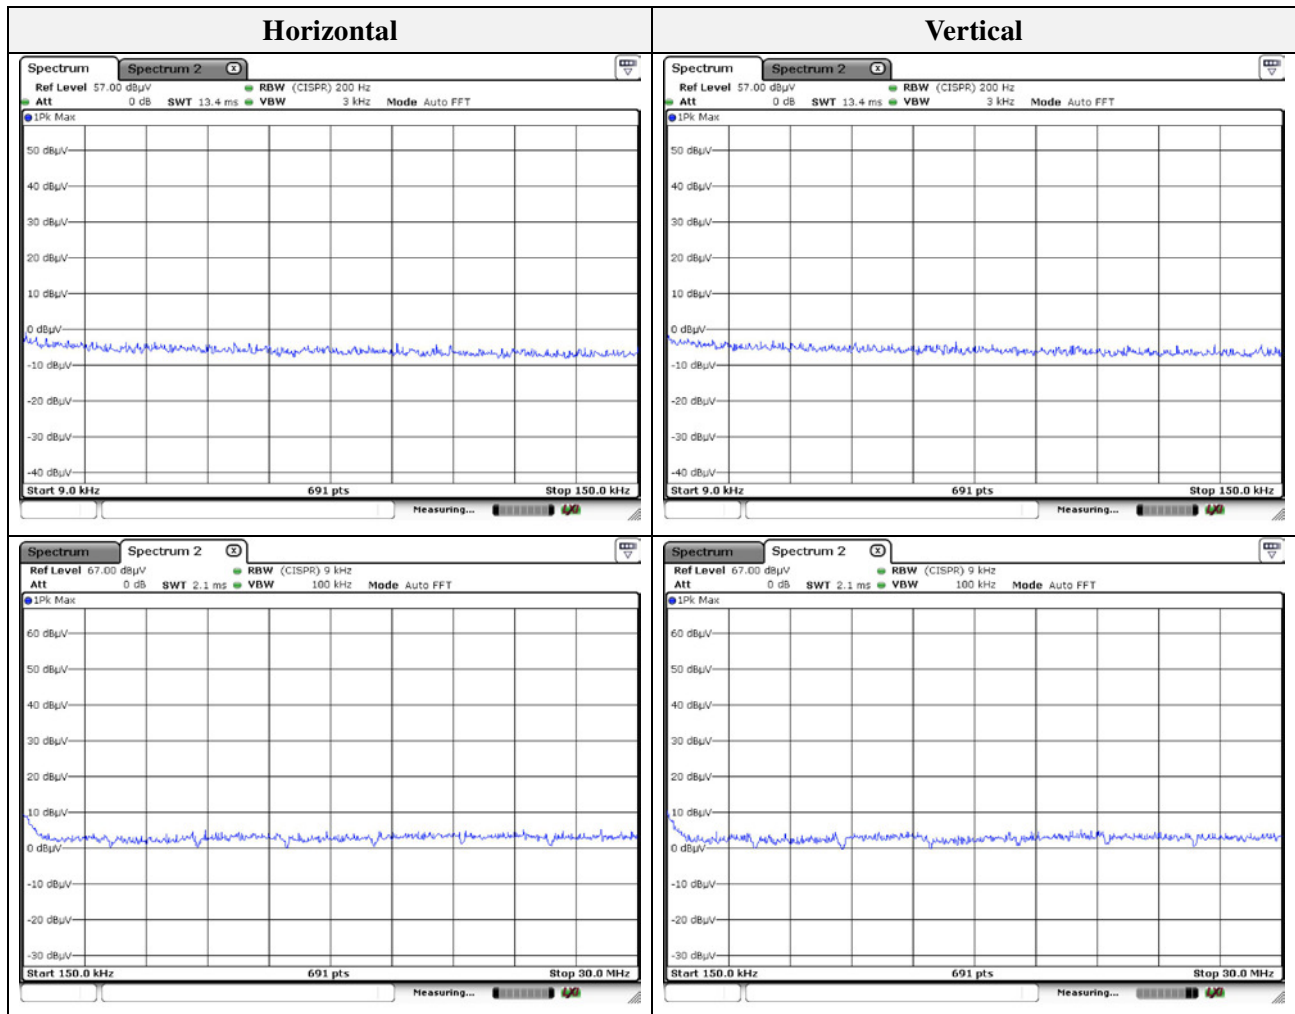 Horizontal Vertical
Spectrum Spectrum 2 X
Ref Level 57.00 dBµV RBW (CISPR) 200 Hz
Att 0 dB SWT 13.4 ms VBW 3 kHz Mode Auto FFT
1Pk Max
50 dBµV
40 dBµV
30 dBµV
20 dBµV
10 dBµV
0 dBµV
-10 dBµV
-20 dBµV
-30 dBµV
-40 dBµV
Start 9.0 kHz 691 pts Stop 150.0 kHz
Measuring...
Spectrum Spectrum 2 X
Ref Level 57.00 dBµV RBW (CISPR) 200 Hz
Att 0 dB SWT 13.4 ms VBW 3 kHz Mode Auto FFT
1Pk Max
50 dBµV
40 dBµV
30 dBµV
20 dBµV
10 dBµV
0 dBµV
-10 dBµV
-20 dBµV
-30 dBµV
-40 dBµV
Start 9.0 kHz 691 pts Stop 150.0 kHz
Measuring...
Spectrum Spectrum 2 X
Ref Level 67.00 dBµV RBW (CISPR) 9 kHz
Att 0 dB SWT 2.1 ms VBW 100 kHz Mode Auto FFT
1Pk Max
60 dBµV
50 dBµV
40 dBµV
30 dBµV
20 dBµV
10 dBµV
0 dBµV
-10 dBµV
-20 dBµV
-30 dBµV
Start 150.0 kHz 691 pts Stop 30.0 MHz
Measuring...
Spectrum Spectrum 2 X
Ref Level 67.00 dBµV RBW (CISPR) 9 kHz
Att 0 dB SWT 2.1 ms VBW 100 kHz Mode Auto FFT
1Pk Max
60 dBµV
50 dBµV
40 dBµV
30 dBµV
20 dBµV
10 dBµV
0 dBµV
-10 dBµV
-20 dBµV
-30 dBµV
Start 150.0 kHz 691 pts Stop 30.0 MHz
Measuring...